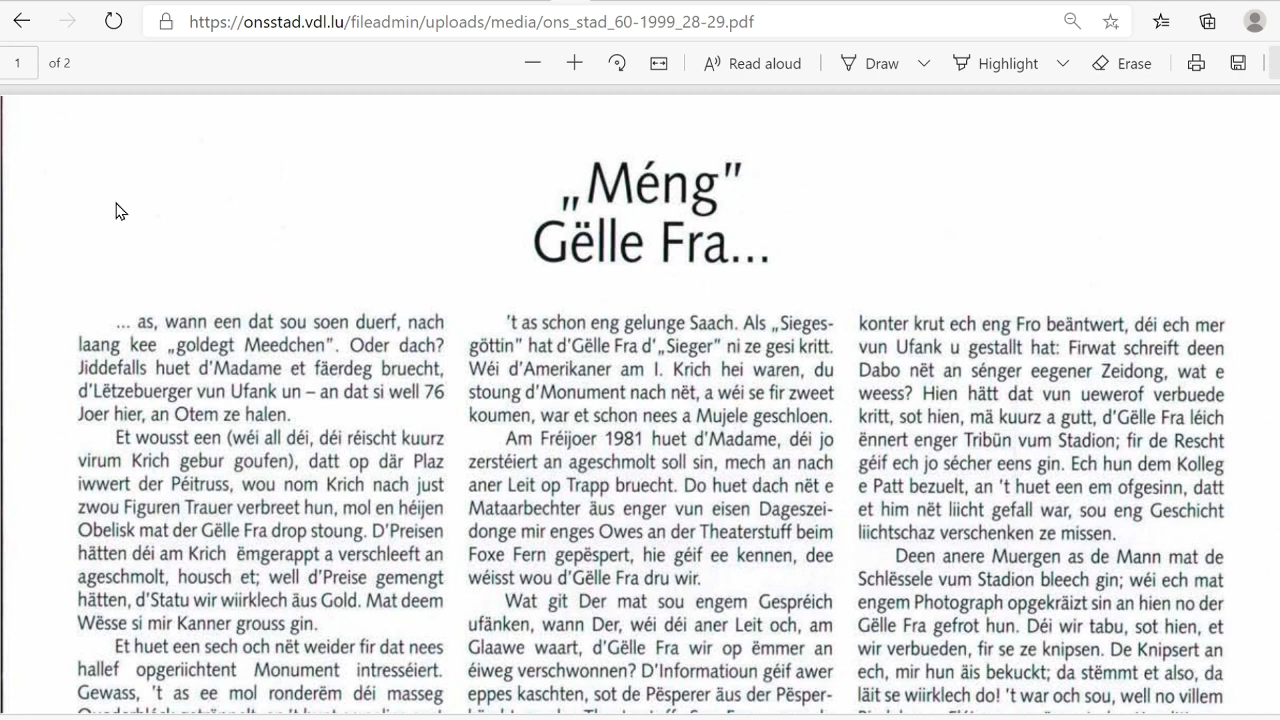 https://onsstad.vdl.lu/fileadmin/uploads/media/ons_stad_60-1999_28-29.pdf
1 of 2
Read aloud
Draw
Highlight
Erase
„Méng"
Gëlle Fra...
... as, wann een dat sou soen duerf, nach
laang kee „goldegt Meedchen". Oder dach?
Jiddefalls huet d'Madame et fäerdeg bruecht,
d'Lëtzebuerger vun Ufank un – an dat si well 76
Joer hier, an Otem ze halen.
Et wousst een (wéi all déi, déi réischt kuurz
virum Krich gebur goufen), datt op där Plaz
iwwert der Péitruss, wou nom Krich nach just
zwou Figuren Trauer verbreet hun, mol en héijen
Obelisk mat der Gëlle Fra drop stoung. D'Preisen
hätten déi am Krich ëmgerappt a verschleeft an
ageschmolt, housch et; well d'Preise gemengt
hätten, d'Statu wir wiirklech äus Gold. Mat deem
Wësse si mir Kanner grouss gin.
Et huet een sech och nët weider fir dat nees
hallef opgeriichtent Monument intresséiert.
Gewass, 't as ee mol ronderëm déi masseg
't as schon eng gelunge Saach. Als „Sieges-
göttin" hat d'Gëlle Fra d'„Sieger" ni ze gesi kritt.
Wéi d'Amerikaner am I. Krich hei waren, du
stoung d'Monument nach nët, a wéi se fir zweet
koumen, war et schon nees a Mujele geschloen.
Am Fréijoer 1981 huet d'Madame, déi jo
zerstéiert an ageschmolt soll sin, mech an nach
aner Leit op Trapp bruecht. Do huet dach nët e
Mataarbechter äus enger vun eisen Dageszei-
donge mir enges Owes an der Theaterstuff beim
Foxe Fern gepëspert, hie géif ee kennen, dee
wéisst wou d'Gëlle Fra dru wir.
Wat git Der mat sou engem Gespréich
ufänken, wann Der, wéi déi aner Leit och, am
Glaawe waart, d'Gëlle Fra wir op ëmmer an
éiweg verschwonnen? D'Informatioun géif awer
eppes kaschten, sot de Pësperer äus der Pësper-
konter krut ech eng Fro beäntwert, déi ech mer
vun Ufank u gestallt hat: Firwat schreift deen
Dabo nët an sénger eegener Zeidong, wat e
weess? Hien hätt dat vun uewerof verbuede
kritt, sot hien, mä kuurz a gutt, d'Gëlle Fra léich
ënnert enger Tribün vum Stadion; fir de Rescht
géif ech jo sécher eens gin. Ech hun dem Kolleg
e Patt bezuelt, an 't huet een em ofgesinn, datt
et him nët liicht gefall war, sou eng Geschicht
liichtschaz verschenken ze missen.
Deen anere Muergen as de Mann mat de
Schlëssele vum Stadion bleech gin; wéi ech mat
engem Photograph opgekräizt sin an hien no der
Gëlle Fra gefrot hun. Déi wir tabu, sot hien, et
wir verbueden, fir se ze knipsen. De Knipsert an
ech, mir hun äis bekuckt; da stëmmt et also, da
läit se wiirklech do! 't war och sou, well no villem